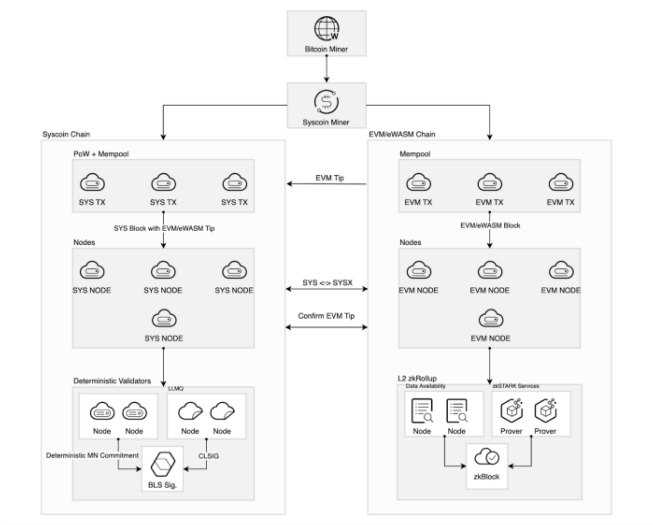 Bitcoin Miner
Syscoin Miner
Syscoin Chain
EVM/eWASM Chain
PoW + Mempool
SYS TX
SYS TX
SYS TX
SYS Block with EVM/eWASM Tip
Nodes
SYS NODE
SYS NODE
SYS NODE
SYS NODE
Deterministic Validators
LLMQ
Node
Node
Node
Node
Deterministic MN Commitment
CLSIG
BLS Sig.
EVM Tip
SYS <-> SYSX
Confirm EVM Tip
Mempool
EVM TX
EVM TX
EVM TX
EVM/eWASM Block
Nodes
EVM NODE
EVM NODE
EVM NODE
EVM NODE
L2 zkRollup
Data Availability
zkSTARK Services
Node
Node
Prover
Prover
zkBlock